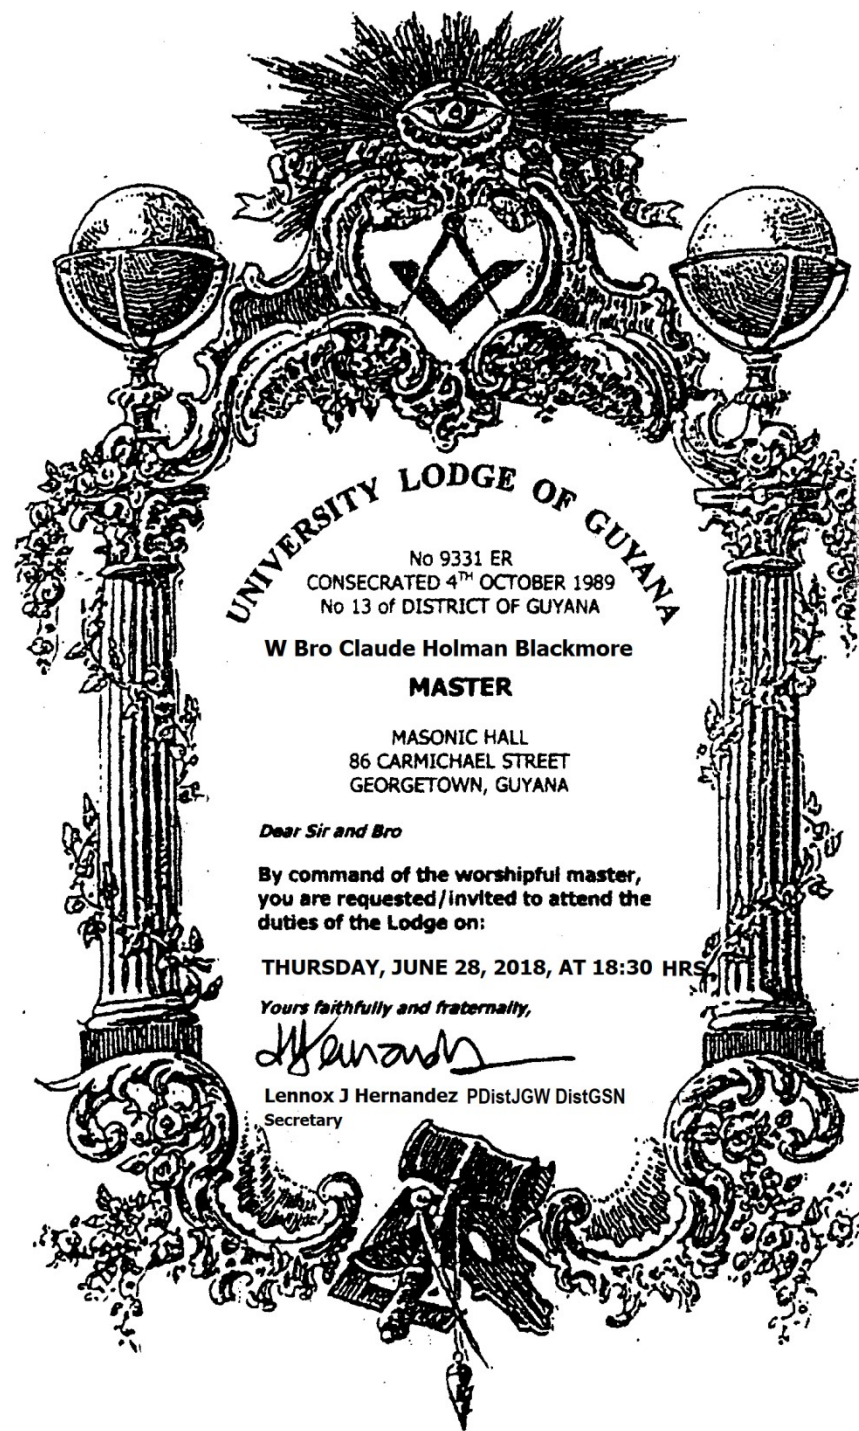 UNIVERSITY LODGE OF GUYANA
No 9331 ER
CONSECRATED 4TH OCTOBER 1989
No 13 of DISTRICT OF GUYANA
W Bro Claude Holman Blackmore
MASTER
MASONIC HALL
86 CARMICHAEL STREET
GEORGETOWN, GUYANA
Dear Sir and Bro
By command of the worshipful master,
you are requested/invited to attend the
duties of the Lodge on:
THURSDAY, JUNE 28, 2018, AT 18:30 HRS
Yours faithfully and fraternally,
Lennox J Hernandez PDistJGW DistGSN
Secretary